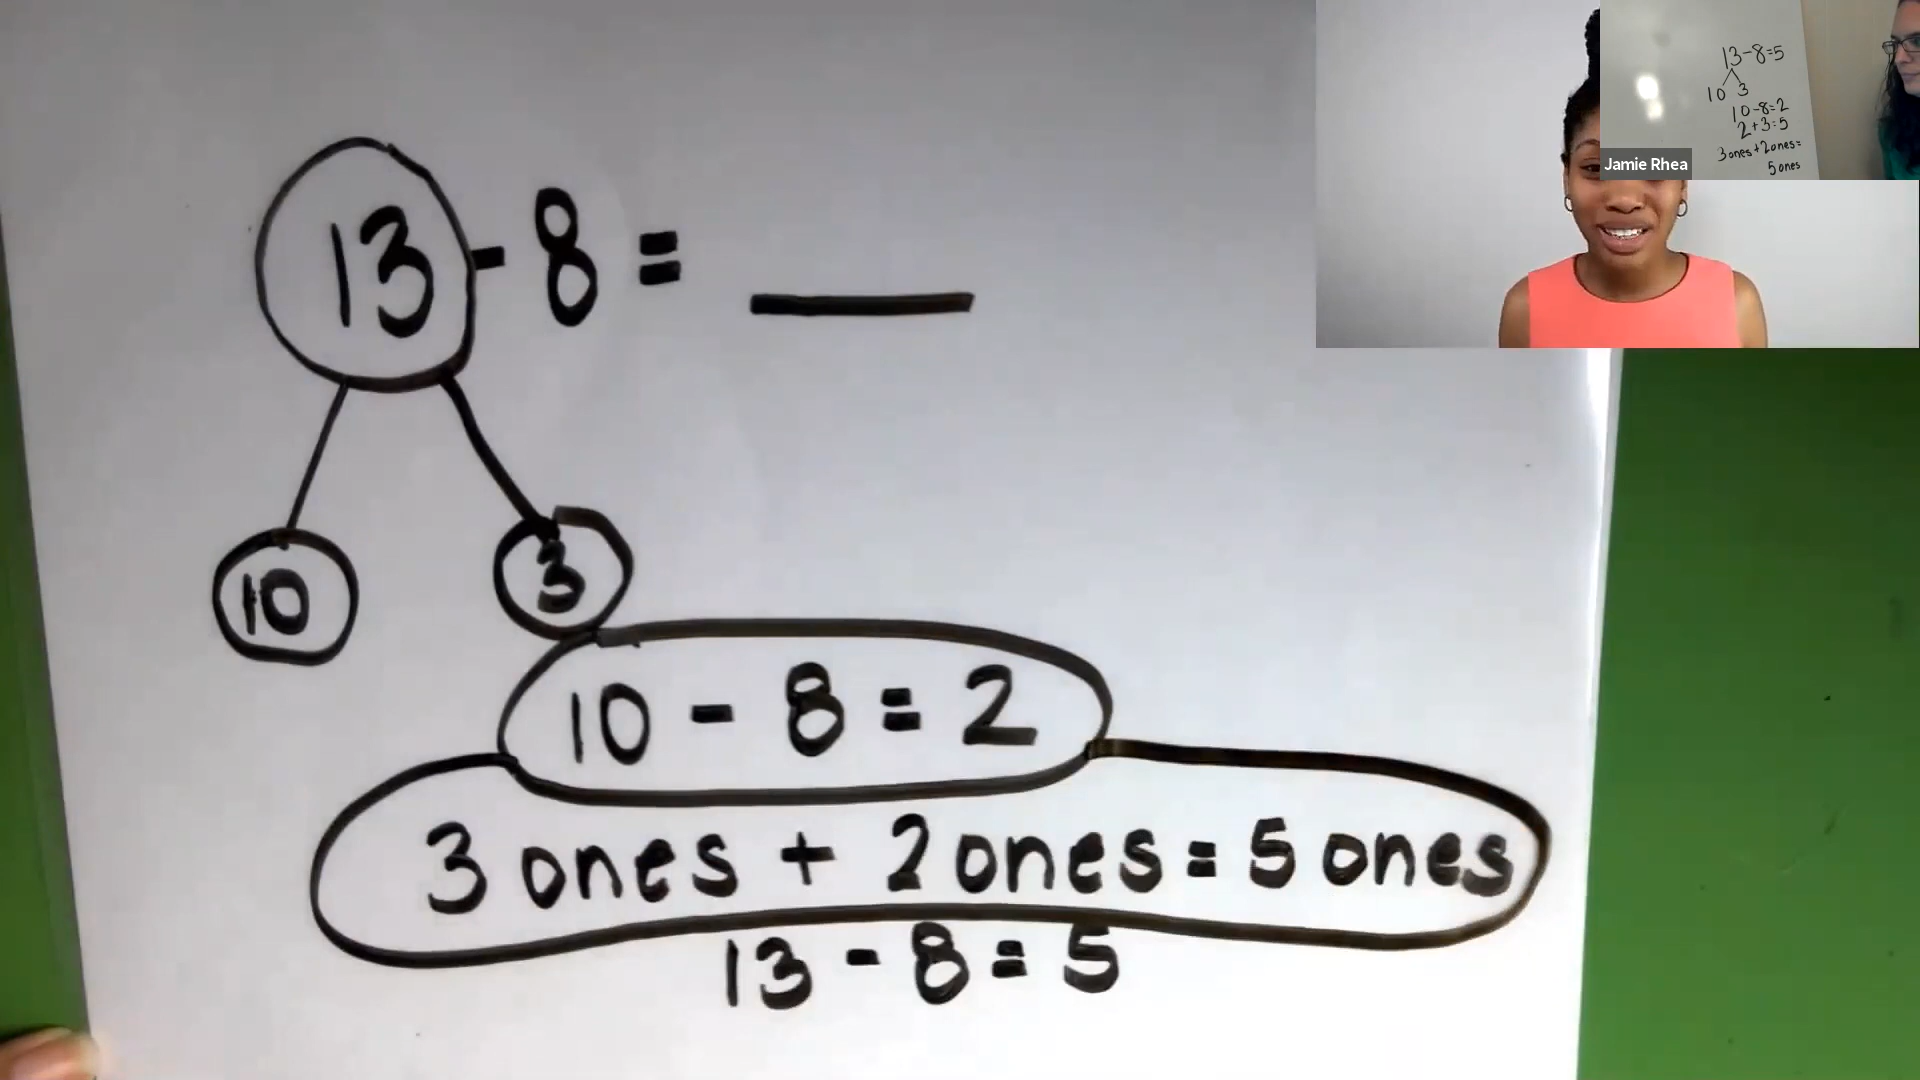 13 - 8 = __
10
3
10 - 8 = 2
3 ones + 2 ones = 5 ones
13 - 8 = 5
13-8=5
10 3
10-8=2
2+3=5
3 ones + 2 ones =
5 ones
Jamie Rhea